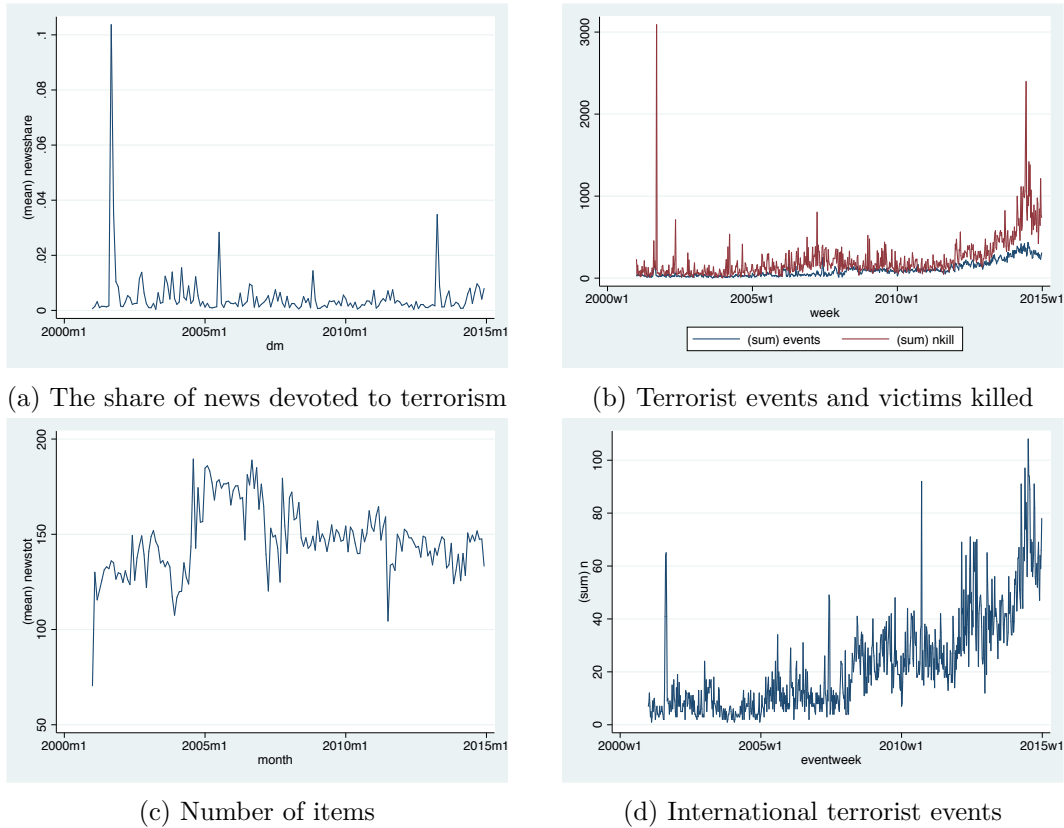 .1
.08
.06
.04
.02
0
(mean) newsshare
2000m1 2005m1 2010m1 2015m1
dm
(a) The share of news devoted to terrorism
3000
2000
1000
0
2000w1 2005w1 2010w1 2015w1
week
(sum) events (sum) nkill
(b) Terrorist events and victims killed
200
150
100
50
(mean) newstot
2000m1 2005m1 2010m1 2015m1
month
(c) Number of items
100
80
60
40
20
0
(sum) n
2000w1 2005w1 2010w1 2015w1
eventweek
(d) International terrorist events